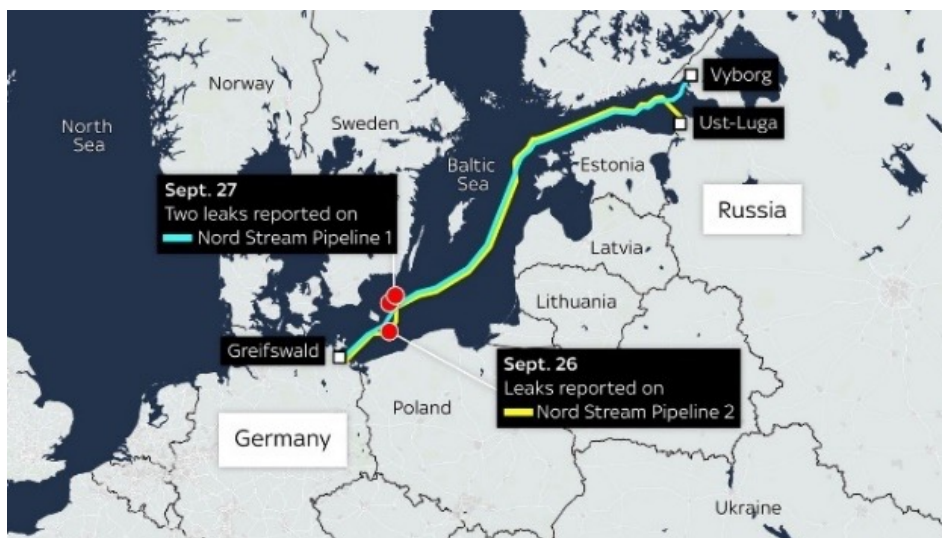 Norway
North
Sea
Sweden
Vyborg
Ust-Luga
Baltic
Sea
Estonia
Sept. 27
Two leaks reported on
Nord Stream Pipeline 1
Russia
Latvia
Lithuania
Greifswald
Sept. 26
Leaks reported on
Nord Stream Pipeline 2
Poland
Germany
Ukraine